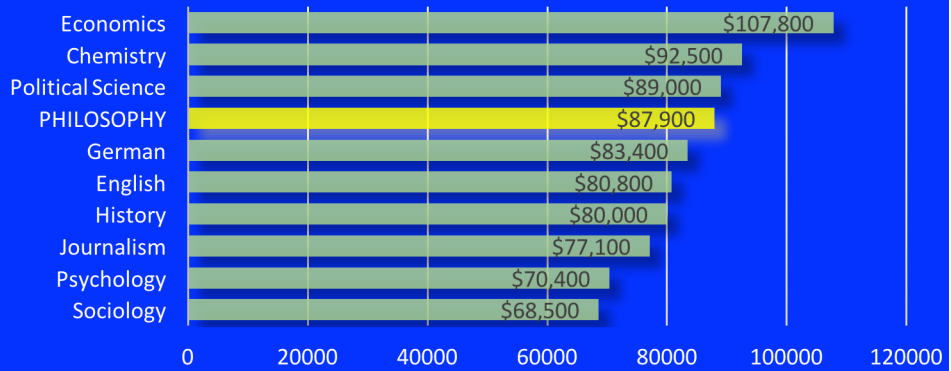 Economics $107,800
Chemistry $92,500
Political Science $89,000
PHILOSOPHY $87,900
German $83,400
English $80,800
History $80,000
Journalism $77,100
Psychology $70,400
Sociology $68,500
0 20000 40000 60000 80000 100000 120000